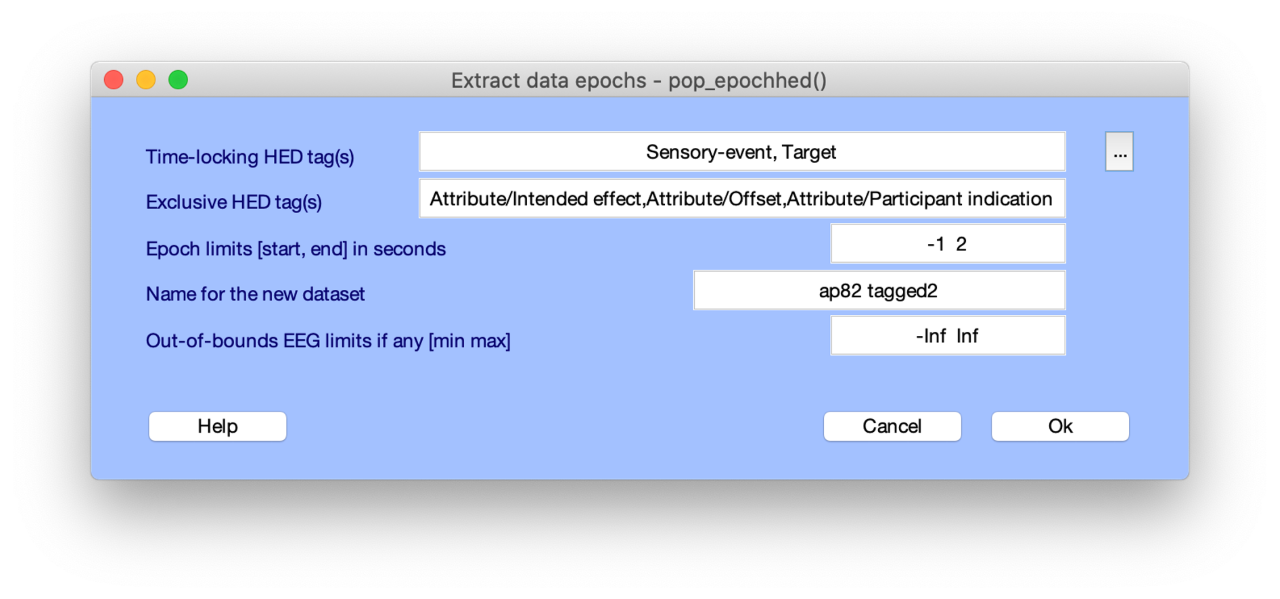 Extract data epochs - pop_epochhed()
Time-locking HED tag(s) Sensory-event, Target ...
Exclusive HED tag(s) Attribute/Intended effect,Attribute/Offset,Attribute/Participant indication
Epoch limits [start, end] in seconds -1 2
Name for the new dataset ap82 tagged2
Out-of-bounds EEG limits if any [min max] -Inf Inf
Help Cancel Ok